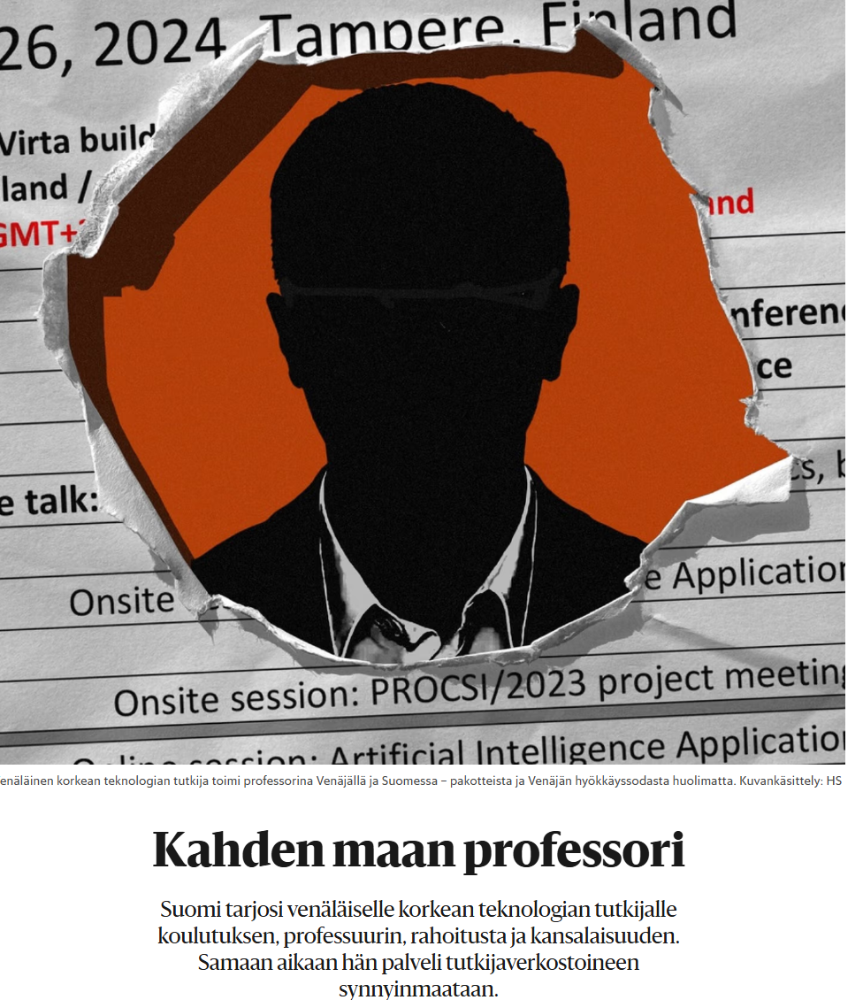 26, 2024 Tampere, Finland
Virta build
land /
GMT+
and
nferen
ce
e talk:
s, b
Onsite
e Application
Onsite session: PROCSI/2023 project meeting
Online session: Artificial Intelligence Application
enäläinen korkean teknologian tutkija toimi professorina Venäjällä ja Suomessa – pakotteista ja Venäjän hyökkäyssodasta huolimatta. Kuvankäsittely: HS
Kahden maan professori
Suomi tarjosi venäläiselle korkean teknologian tutkijalle
koulutuksen, professuurin, rahoitusta ja kansalaisuuden.
Samaan aikaan hän palveli tutkijaverkostoineen
synnyinmaataan.